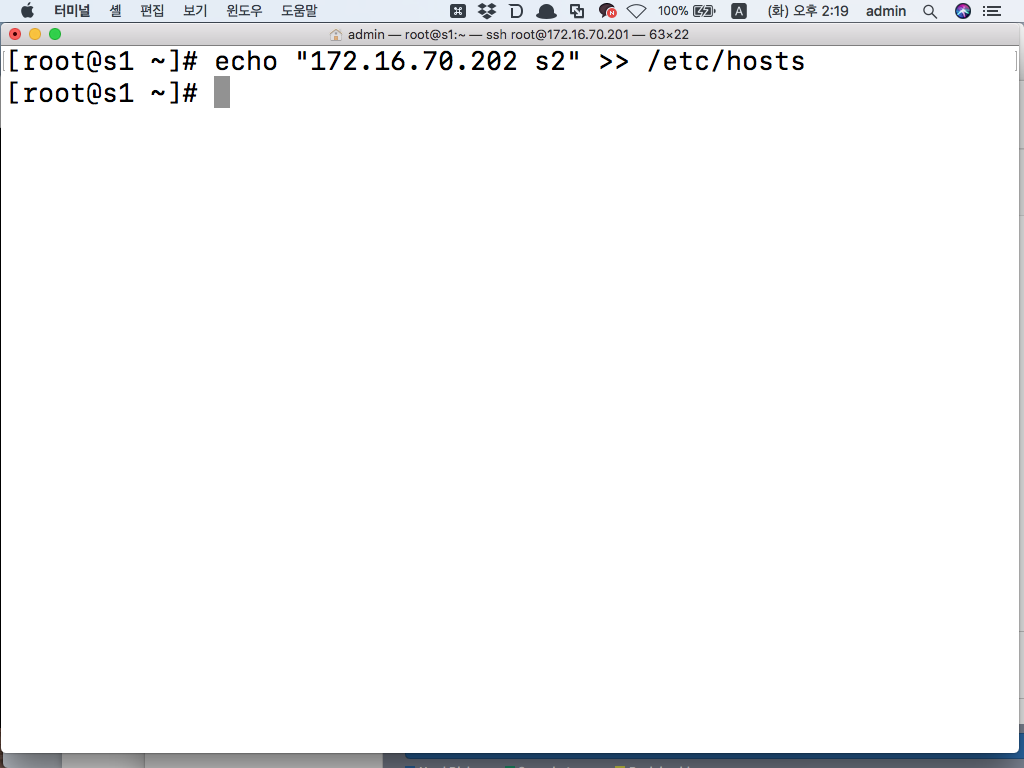 터미널 셸 편집 보기 윈도우 도움말 100% A (화) 오후 2:19 admin
admin — root@s1:~ — ssh root@172.16.70.201 — 63×22
[root@s1 ~]# echo "172.16.70.202 s2" >> /etc/hosts
[root@s1 ~]#